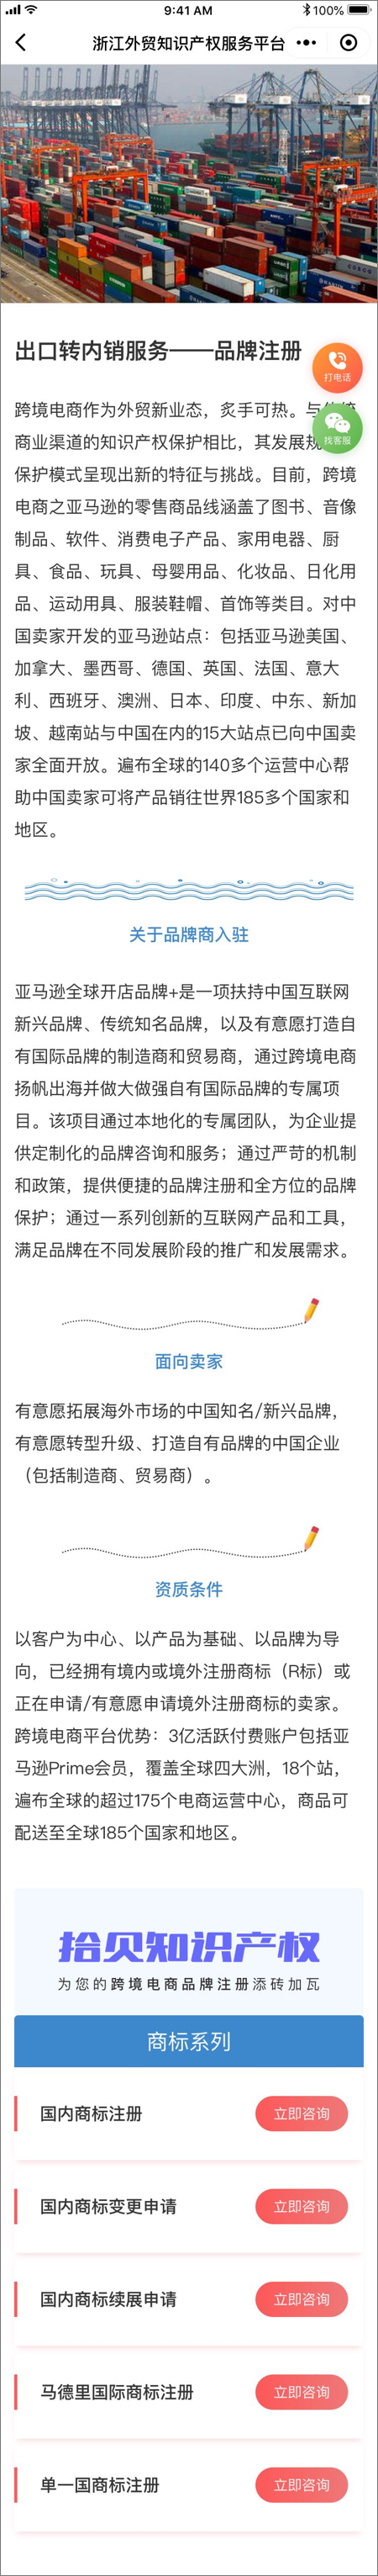 9:41 AM
100%
浙江外贸知识产权服务平台
出口转内销服务——品牌注册
打电话
跨境电商作为外贸新业态，炙手可热。与
商业渠道的知识产权保护相比，其发展规
找客服
保护模式呈现出新的特征与挑战。目前，跨境
电商之亚马逊的零售商品线涵盖了图书、音像
制品、软件、消费电子产品、家用电器、厨
具、食品、玩具、母婴用品、化妆品、日化用
品、运动用具、服装鞋帽、首饰等类目。对中
国卖家开发的亚马逊站点：包括亚马逊美国、
加拿大、墨西哥、德国、英国、法国、意大
利、西班牙、澳洲、日本、印度、中东、新加
坡、越南站与中国在内的15大站点已向中国卖
家全面开放。遍布全球的140多个运营中心帮
助中国卖家可将产品销往世界185多个国家和
地区。
关于品牌商入驻
亚马逊全球开店品牌+是一项扶持中国互联网
新兴品牌、传统知名品牌，以及有意愿打造自
有国际品牌的制造商和贸易商，通过跨境电商
扬帆出海并做大做强自有国际品牌的专属项
目。该项目通过本地化的专属团队，为企业提
供定制化的品牌咨询和服务；通过严苛的机制
和政策，提供便捷的品牌注册和全方位的品牌
保护；通过一系列创新的互联网产品和工具，
满足品牌在不同发展阶段的推广和发展需求。
面向卖家
有意愿拓展海外市场的中国知名/新兴品牌，
有意愿转型升级、打造自有品牌的中国企业
（包括制造商、贸易商）。
资质条件
以客户为中心、以产品为基础、以品牌为导
向，已经拥有境内或境外注册商标（R标）或
正在申请/有意愿申请境外注册商标的卖家。
跨境电商平台优势：3亿活跃付费账户包括亚
马逊Prime会员，覆盖全球四大洲，18个站，
遍布全球的超过175个电商运营中心，商品可
配送至全球185个国家和地区。
拾贝知识产权
为您的跨境电商品牌注册添砖加瓦
商标系列
国内商标注册
立即咨询
国内商标变更申请
立即咨询
国内商标续展申请
立即咨询
马德里国际商标注册
立即咨询
单一国商标注册
立即咨询